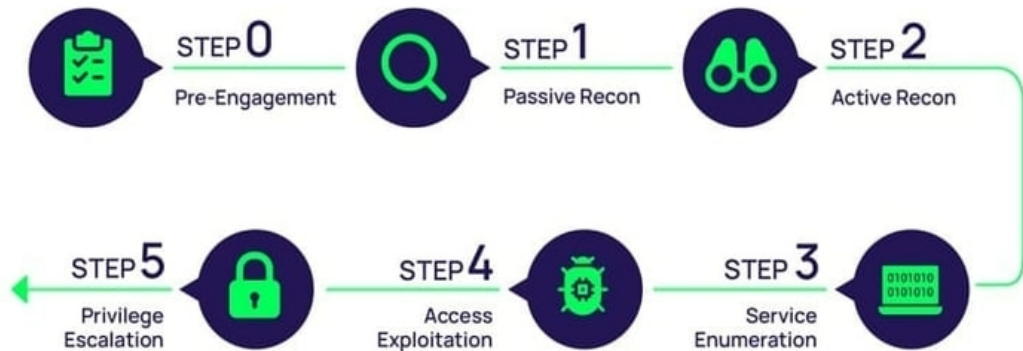 STEP 0
Pre-Engagement
STEP 1
Passive Recon
STEP 2
Active Recon
STEP 3
Service
Enumeration
0101010
0101010
STEP 4
Access
Exploitation
STEP 5
Privilege
Escalation